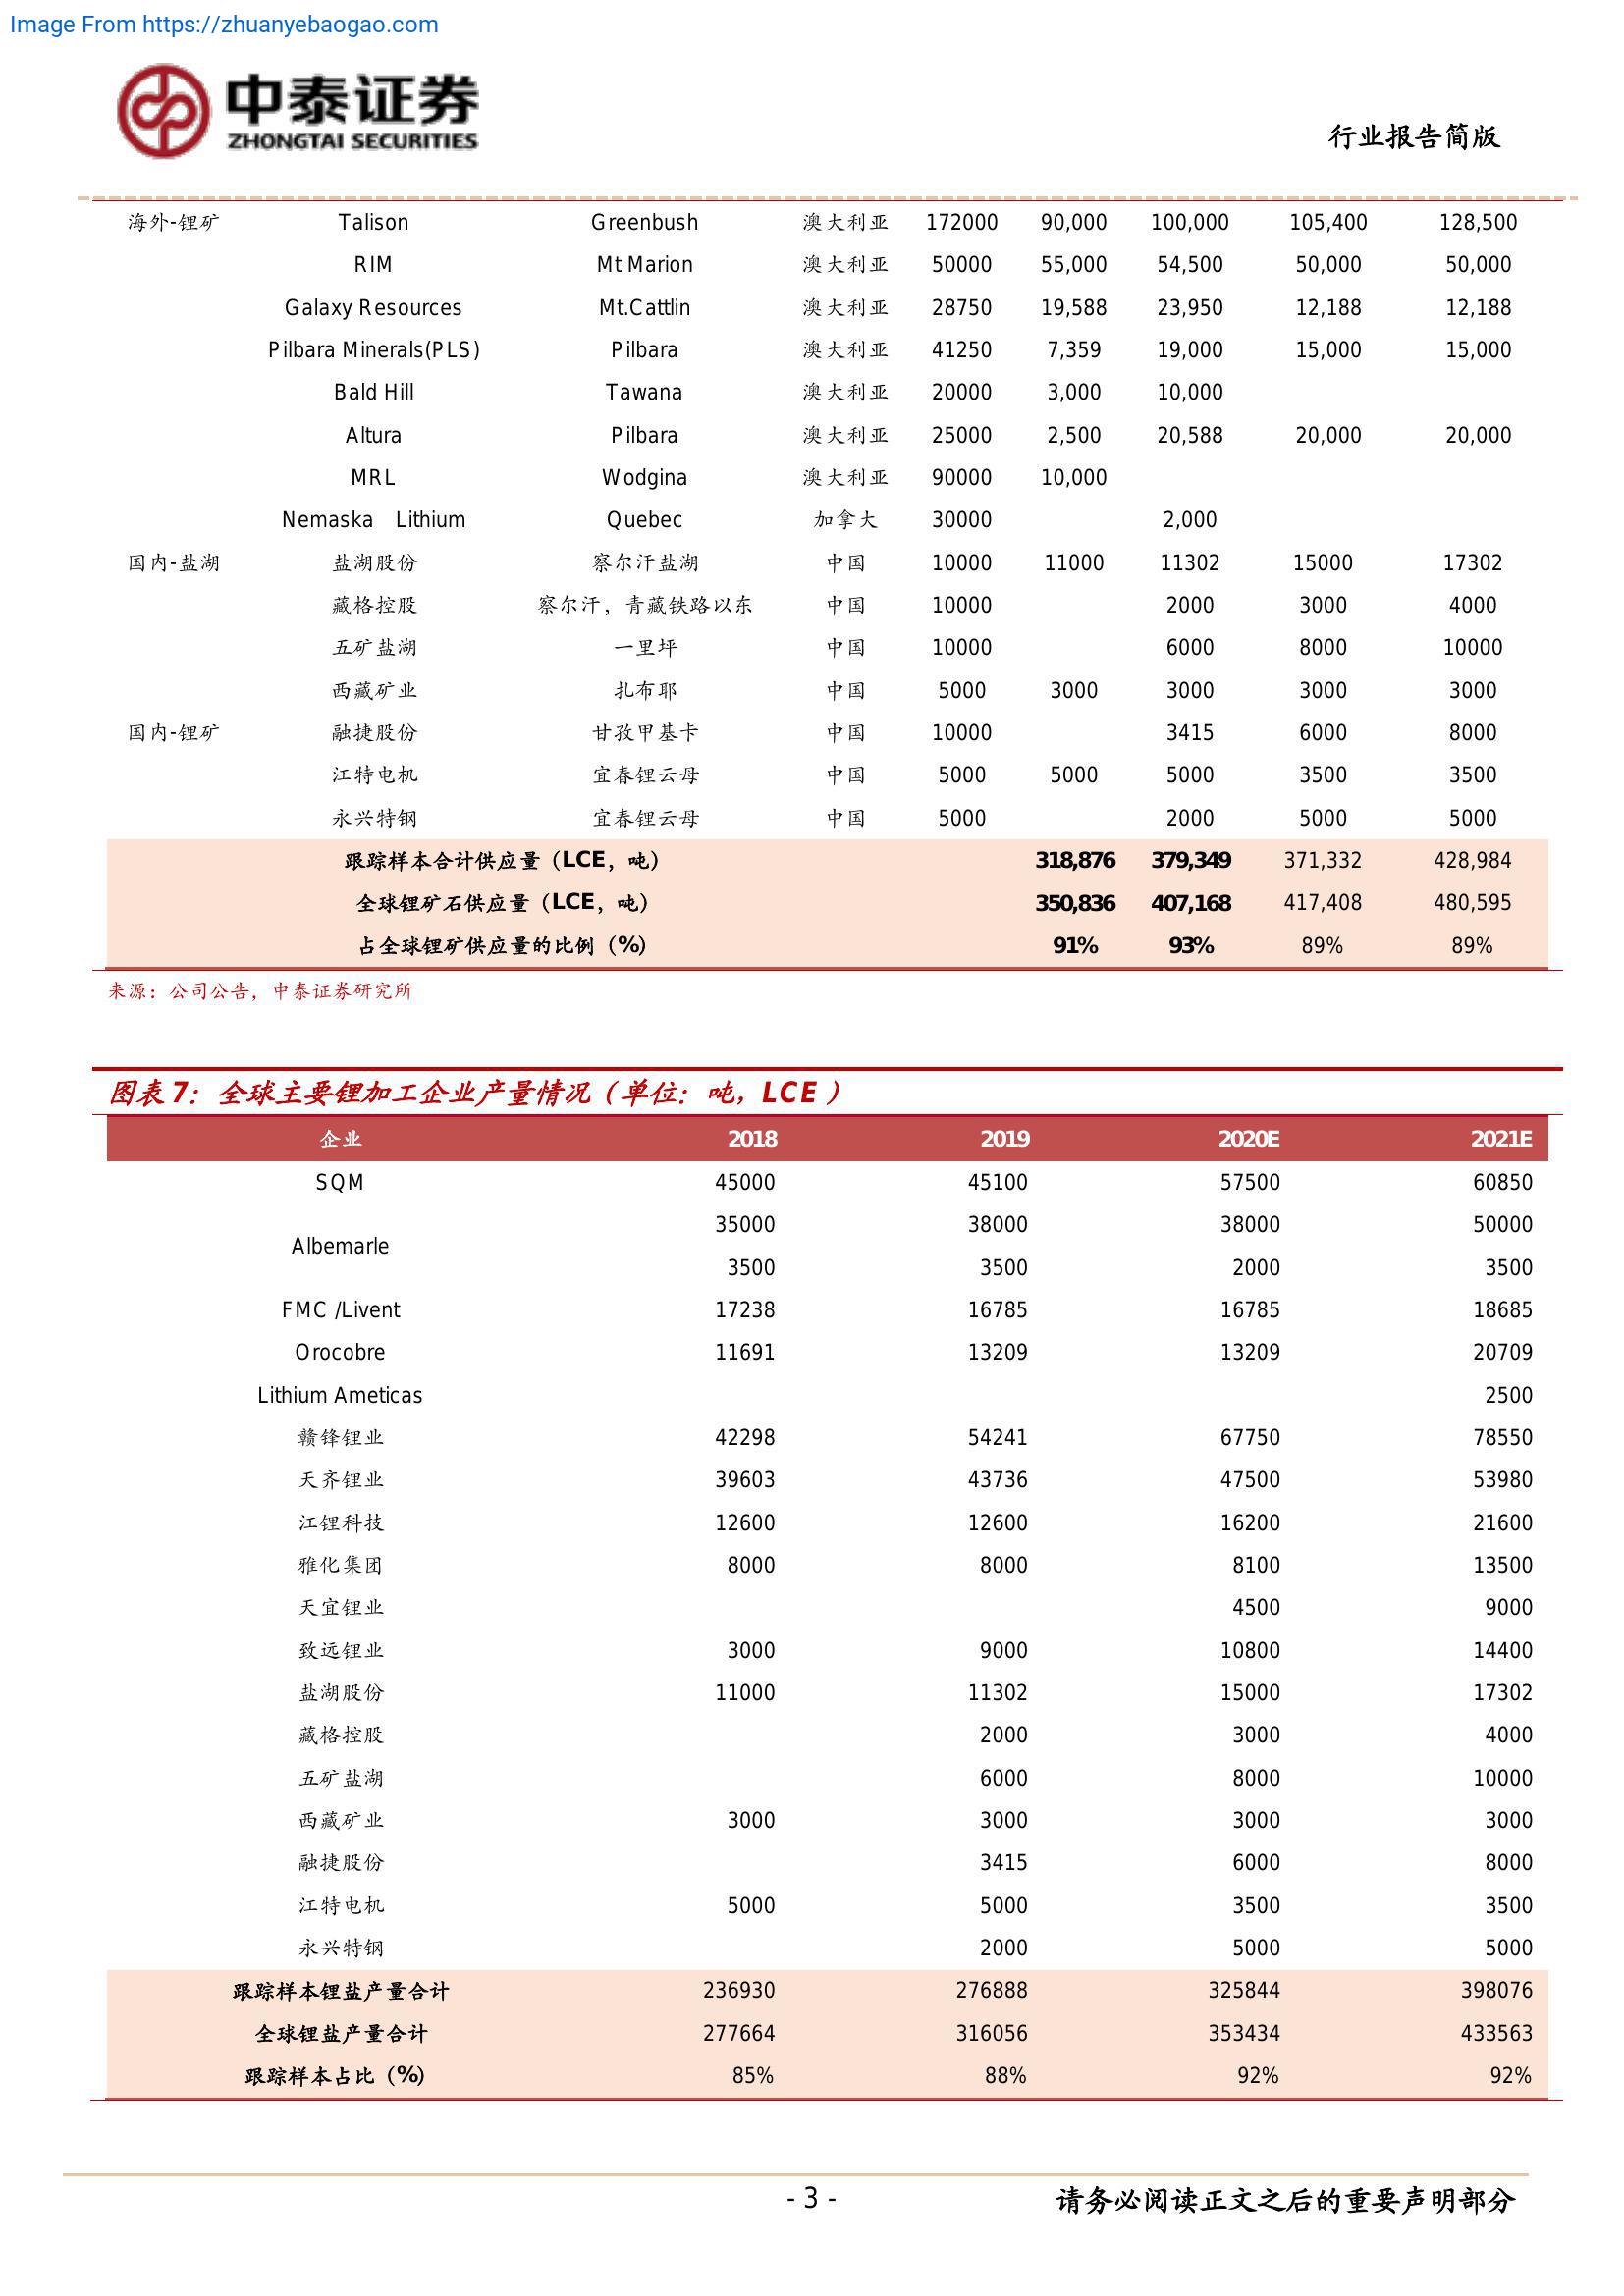 Image From https://zhuanyebaogao.com
中泰证券
ZHONGTAI SECURITIES
行业报告简版
海外-锂矿 Talison Greenbush 澳大利亚 172000 90,000 100,000 105,400 128,500
RIM Mt Marion 澳大利亚 50000 55,000 54,500 50,000 50,000
Galaxy Resources Mt.Cattlin 澳大利亚 28750 19,588 23,950 12,188 12,188
Pilbara Minerals(PLS) Pilbara 澳大利亚 41250 7,359 19,000 15,000 15,000
Bald Hill Tawana 澳大利亚 20000 3,000 10,000
Altura Pilbara 澳大利亚 25000 2,500 20,588 20,000 20,000
MRL Wodgina 澳大利亚 90000 10,000
Nemaska Lithium Quebec 加拿大 30000 2,000
国内-盐湖 盐湖股份 察尔汗盐湖 中国 10000 11000 11302 15000 17302
藏格控股 察尔汗，青藏铁路以东 中国 10000 2000 3000 4000
五矿盐湖 一里坪 中国 10000 6000 8000 10000
西藏矿业 扎布耶 中国 5000 3000 3000 3000 3000
国内-锂矿 融捷股份 甘孜甲基卡 中国 10000 3415 6000 8000
江特电机 宜春锂云母 中国 5000 5000 5000 3500 3500
永兴特钢 宜春锂云母 中国 5000 2000 5000 5000
跟踪样本合计供应量（LCE，吨） 318,876 379,349 371,332 428,984
全球锂矿石供应量（LCE，吨） 350,836 407,168 417,408 480,595
占全球锂矿供应量的比例（%） 91% 93% 89% 89%
来源：公司公告，中泰证券研究所
图表 7：全球主要锂加工企业产量情况（单位：吨，LCE ）
企业 2018 2019 2020E 2021E
SQM 45000 45100 57500 60850
35000 38000 38000 50000
Albemarle
3500 3500 2000 3500
FMC /Livent 17238 16785 16785 18685
Orocobre 11691 13209 13209 20709
Lithium Ameticas 2500
赣锋锂业 42298 54241 67750 78550
天齐锂业 39603 43736 47500 53980
江锂科技 12600 12600 16200 21600
雅化集团 8000 8000 8100 13500
天宜锂业 4500 9000
致远锂业 3000 9000 10800 14400
盐湖股份 11000 11302 15000 17302
藏格控股 2000 3000 4000
五矿盐湖 6000 8000 10000
西藏矿业 3000 3000 3000 3000
融捷股份 3415 6000 8000
江特电机 5000 5000 3500 3500
永兴特钢 2000 5000 5000
跟踪样本锂盐产量合计 236930 276888 325844 398076
全球锂盐产量合计 277664 316056 353434 433563
跟踪样本占比（%） 85% 88% 92% 92%
- 3 -
请务必阅读正文之后的重要声明部分